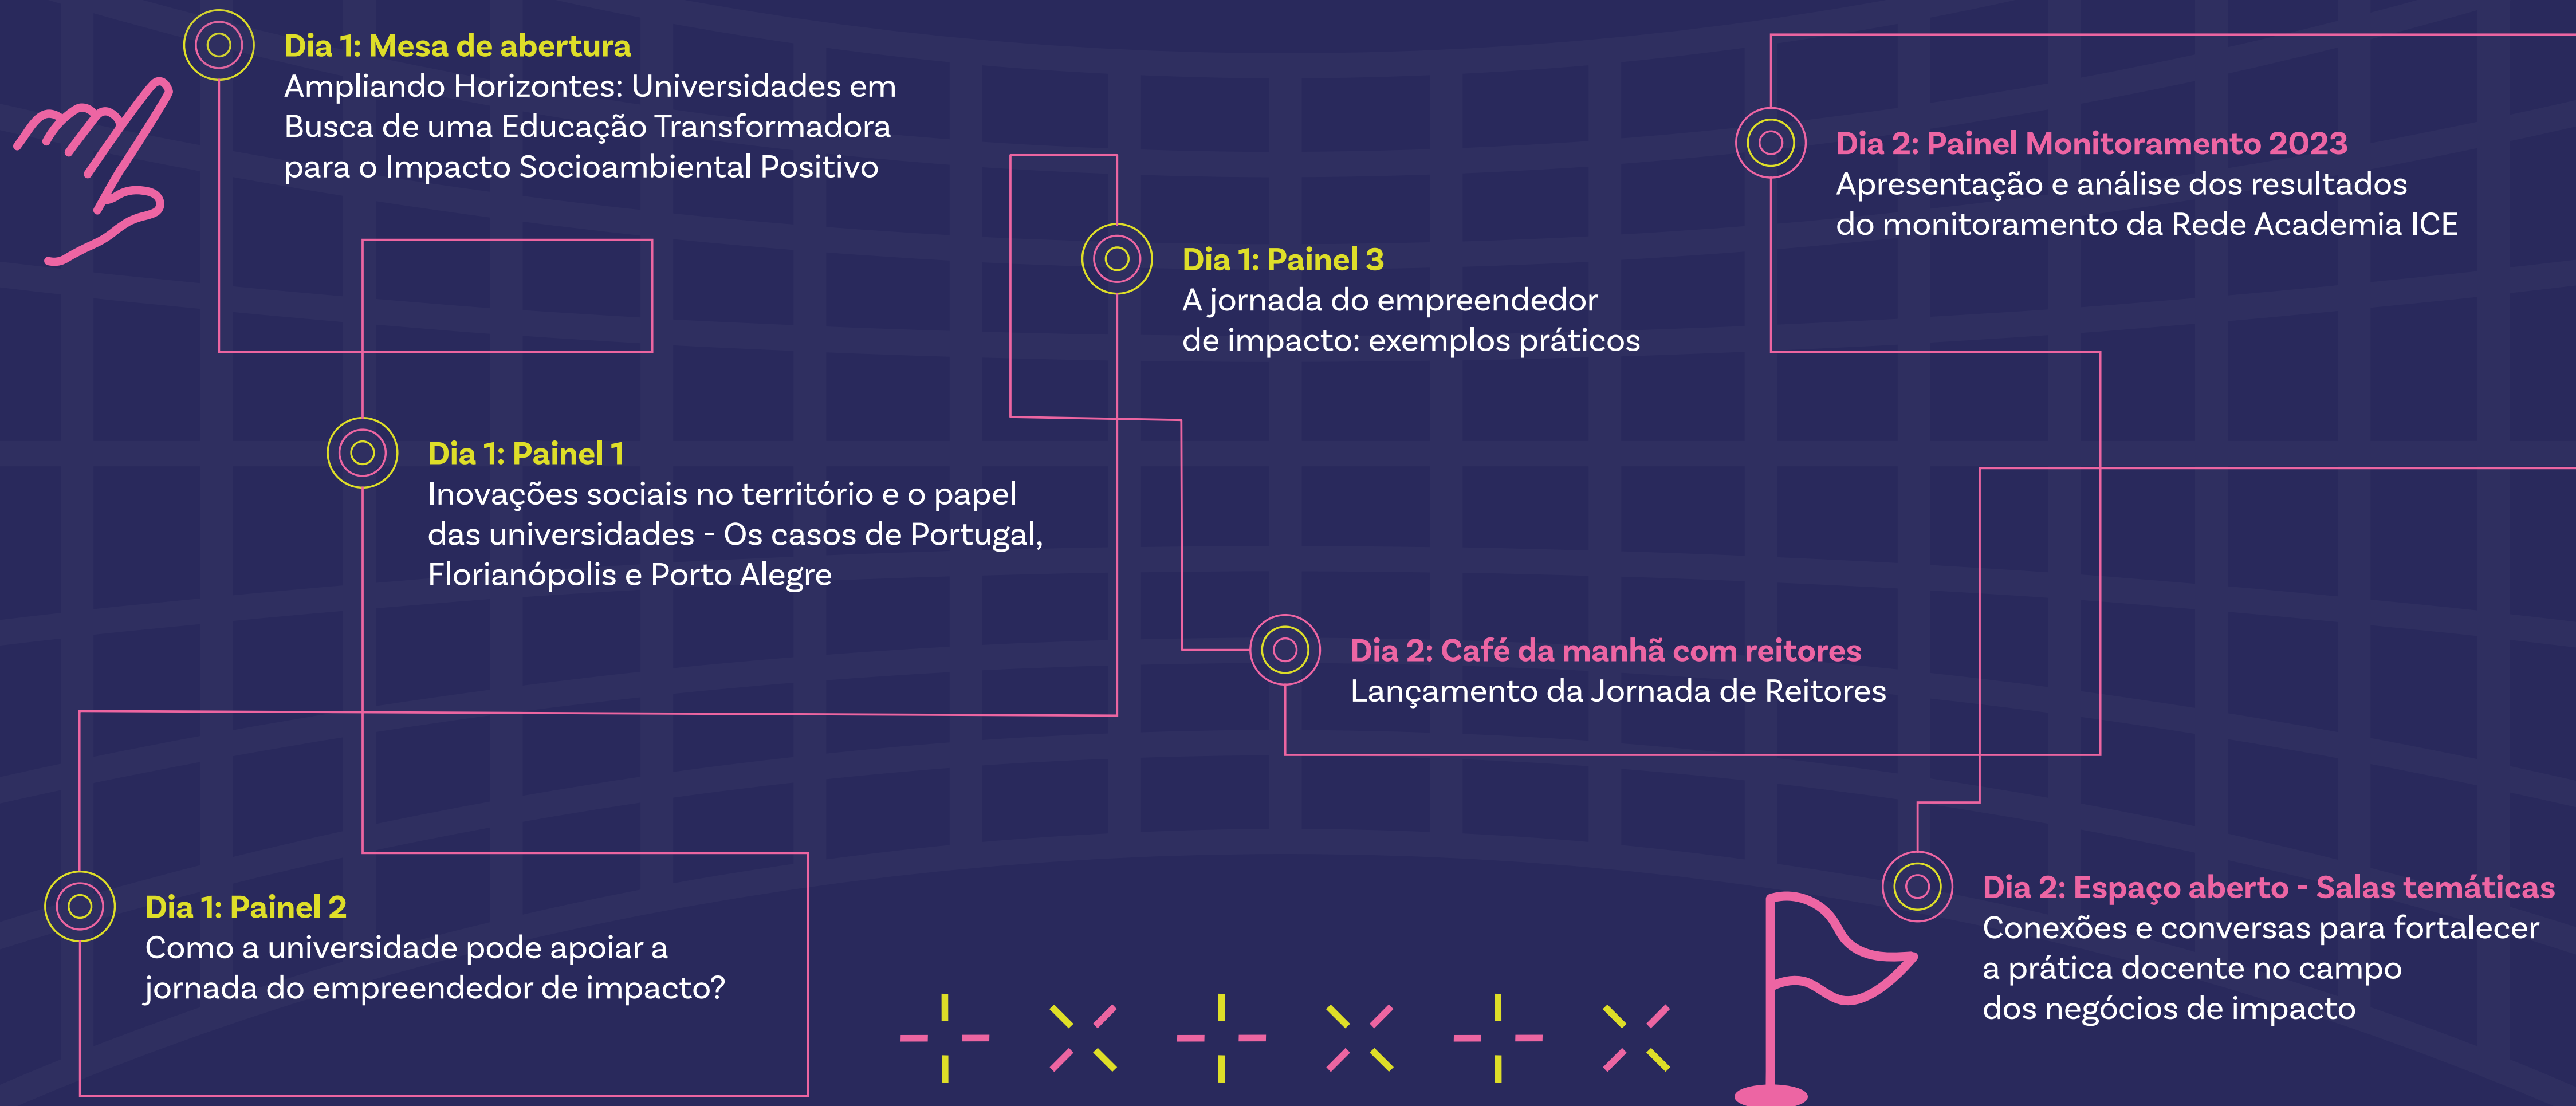 Dia 1: Mesa de abertura
Ampliando Horizontes: Universidades em
Busca de uma Educação Transformadora
para o Impacto Socioambiental Positivo
Dia 1: Painel 1
Inovações sociais no território e o papel
das universidades - Os casos de Portugal,
Florianópolis e Porto Alegre
Dia 1: Painel 2
Como a universidade pode apoiar a
jornada do empreendedor de impacto?
Dia 1: Painel 3
A jornada do empreendedor
de impacto: exemplos práticos
Dia 2: Café da manhã com reitores
Lançamento da Jornada de Reitores
Dia 2: Painel Monitoramento 2023
Apresentação e análise dos resultados
do monitoramento da Rede Academia ICE
Dia 2: Espaço aberto - Salas temáticas
Conexões e conversas para fortalecer
a prática docente no campo
dos negócios de impacto